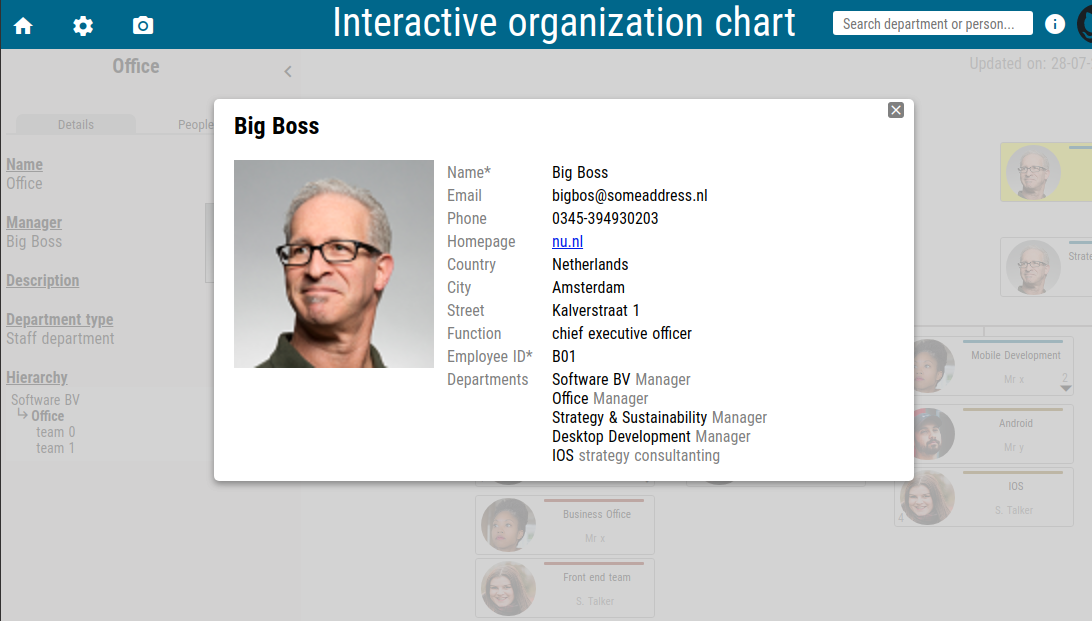 Interactive organization chart
Search department or person...
Office
Updated on: 28-07-
Details
People
Name
Office
Manager
Big Boss
Description
Department type
Staff department
Hierarchy
Software BV
Office
team 0
team 1
Big Boss
Name* Big Boss
Email bigbos@someaddress.nl
Phone 0345-394930203
Homepage nu.nl
Country Netherlands
City Amsterdam
Street Kalverstraat 1
Function chief executive officer
Employee ID* B01
Departments Software BV Manager
Office Manager
Strategy & Sustainability Manager
Desktop Development Manager
IOS strategy consultanting
Strate
Mobile Development
Mr x
2
Android
Mr y
IOS
S. Talker
4
Business Office
Mr x
Front end team
S. Talker